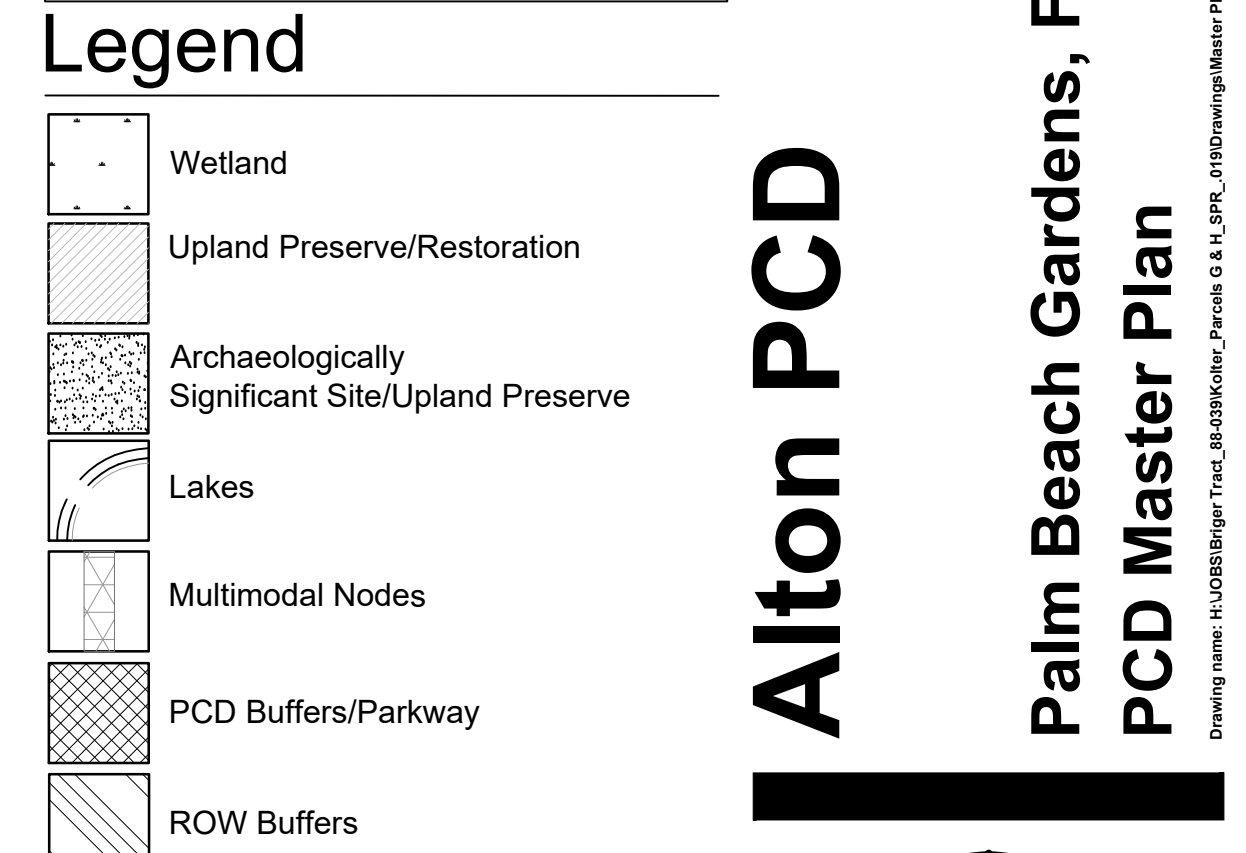 Legend
Wetland
Upland Preserve/Restoration
Archaeologically
Significant Site/Upland Preserve
Lakes
Multimodal Nodes
PCD Buffers/Parkway
ROW Buffers
Alton PCD
Palm Beach Gardens,
PCD Master Plan
Drawing name: H:\JOBS\Briger Tract_88-039\Kolter_Parcels G & H_SPR_.019\Drawings\Master